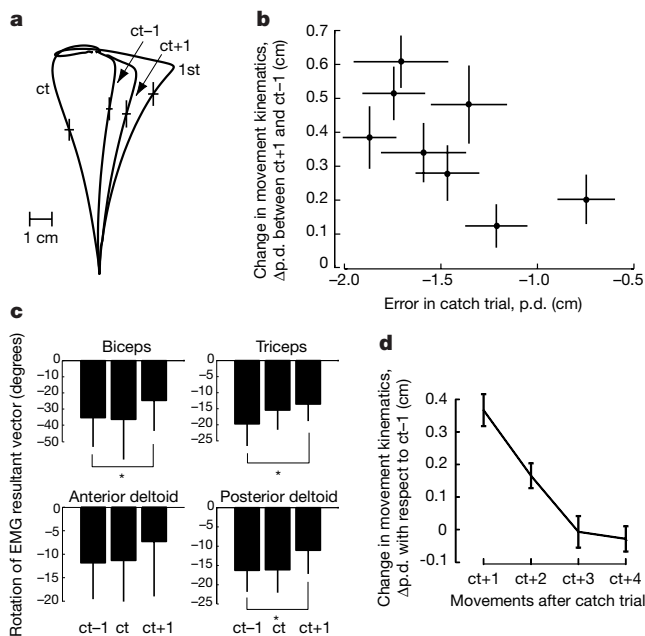 a
ct–1
ct+1
1st
ct
1 cm
b
Change in movement kinematics,
Δp.d. between ct+1 and ct–1 (cm)
0.7
0.6
0.5
0.4
0.3
0.2
0.1
0
–2.0
–1.5
–1.0
–0.5
Error in catch trial, p.d. (cm)
c
Rotation of EMG resultant vector (degrees)
Biceps
0
–10
–20
–30
–40
–50
*
Triceps
0
–5
–10
–15
–20
–25
*
Anterior deltoid
0
–5
–10
–15
–20
ct–1 ct ct+1
Posterior deltoid
0
–5
–10
–15
–20
–25
*
ct–1 ct ct+1
d
Change in movement kinematics,
Δp.d. with respect to ct–1 (cm)
0.4
0.3
0.2
0.1
0
–0.1
ct+1 ct+2 ct+3 ct+4
Movements after catch trial